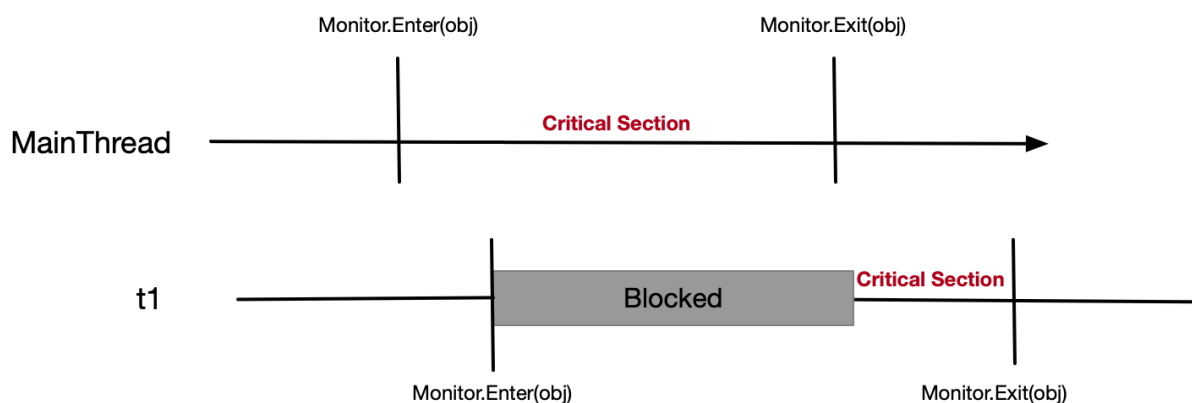 Monitor.Enter(obj)
Monitor.Exit(obj)
Critical Section
MainThread
Critical Section
t1
Blocked
Monitor.Enter(obj)
Monitor.Exit(obj)